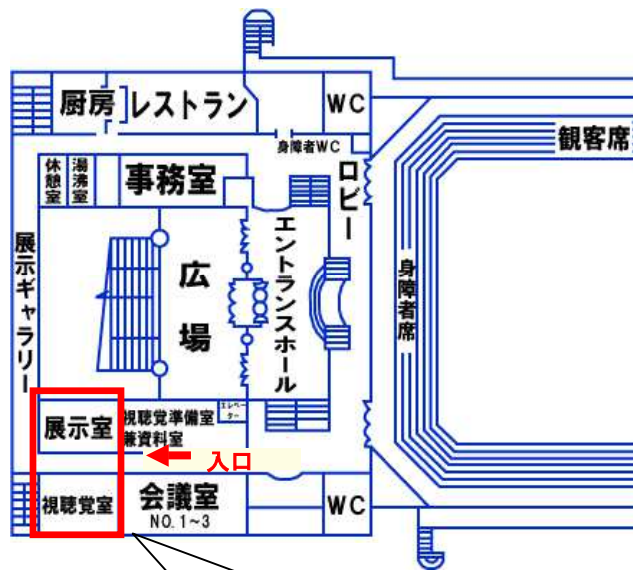 厨房
レストラン
WC
身障者WC
観客席
休憩室
湯沸室
事務室
ロビー
展示ギャラリー
広場
エントランスホール
身障者席
展示室
視聴覚準備室
兼資料室
エレベーター
入口
視聴覚室
会議室
NO.1~3
WC